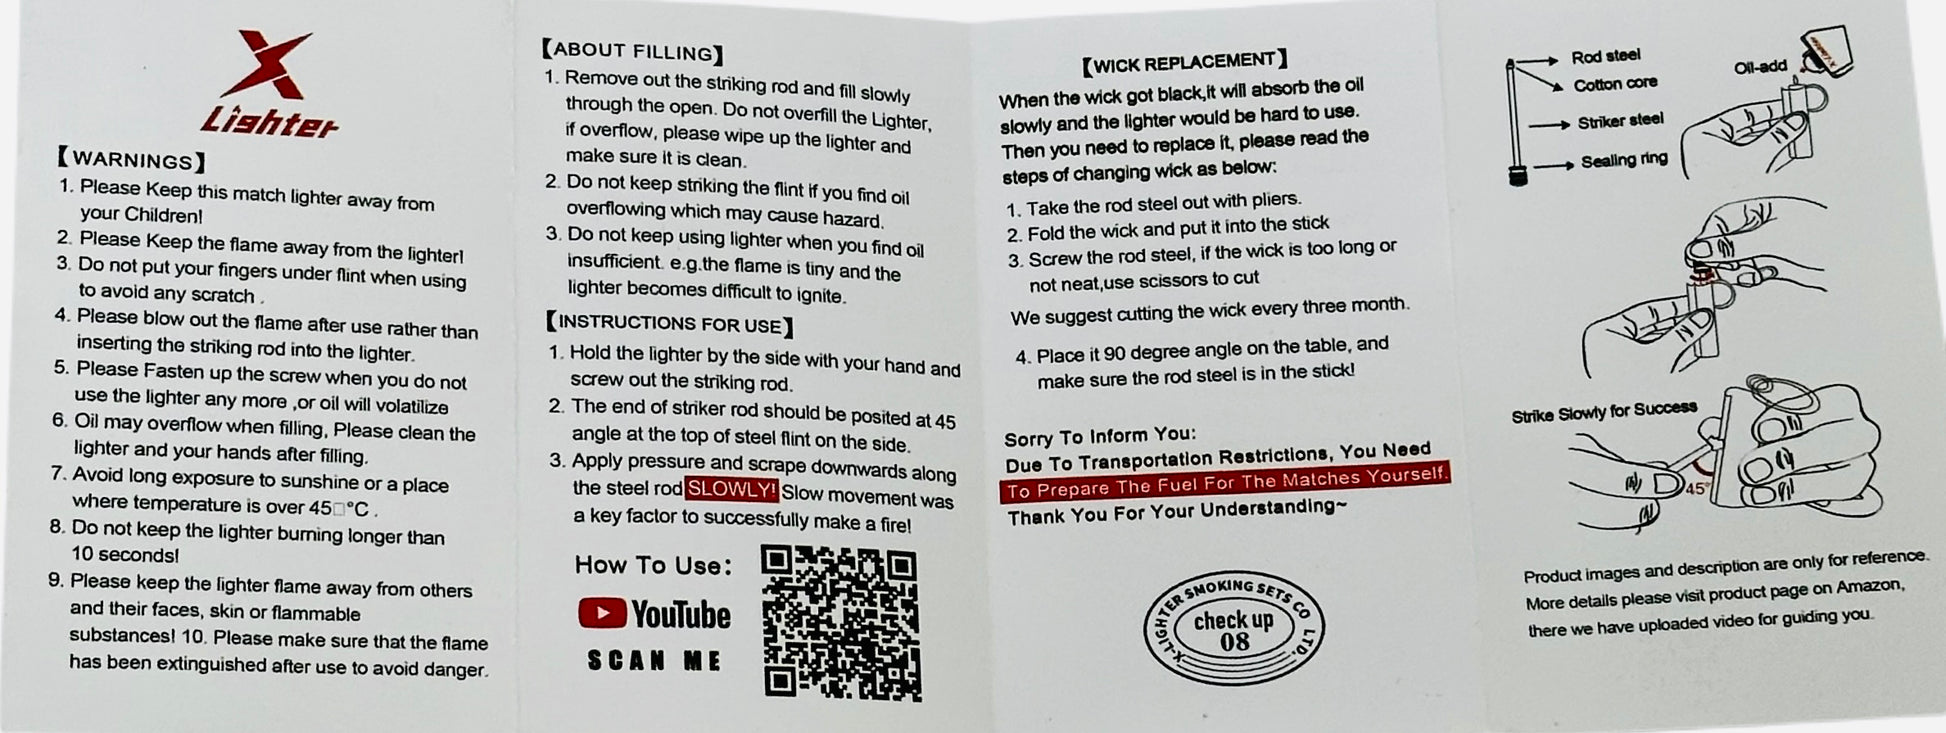 X
Lighter
【WARNINGS】
1. Please Keep this match lighter away from
your Children!
2. Please Keep the flame away from the lighter!
3. Do not put your fingers under flint when using
to avoid any scratch .
4. Please blow out the flame after use rather than
inserting the striking rod into the lighter.
5. Please Fasten up the screw when you do not
use the lighter any more ,or oil will volatilize
6. Oil may overflow when filling, Please clean the
lighter and your hands after filling.
7. Avoid long exposure to sunshine or a place
where temperature is over 45□°C .
8. Do not keep the lighter burning longer than
10 seconds!
9. Please keep the lighter flame away from others
and their faces, skin or flammable
substances! 10. Please make sure that the flame
has been extinguished after use to avoid danger.
【ABOUT FILLING】
1. Remove out the striking rod and fill slowly
through the open. Do not overfill the Lighter,
if overflow, please wipe up the lighter and
make sure it is clean.
2. Do not keep striking the flint if you find oil
overflowing which may cause hazard.
3. Do not keep using lighter when you find oil
insufficient. e.g.the flame is tiny and the
lighter becomes difficult to ignite.
【INSTRUCTIONS FOR USE】
1. Hold the lighter by the side with your hand and
screw out the striking rod.
2. The end of striker rod should be posited at 45
angle at the top of steel flint on the side.
3. Apply pressure and scrape downwards along
the steel rod SLOWLY! Slow movement was
a key factor to successfully make a fire!
How To Use:
YouTube
SCAN ME
【WICK REPLACEMENT】
When the wick got black,it will absorb the oil
slowly and the lighter would be hard to use.
Then you need to replace it, please read the
steps of changing wick as below:
1. Take the rod steel out with pliers.
2. Fold the wick and put it into the stick
3. Screw the rod steel, if the wick is too long or
not neat,use scissors to cut
We suggest cutting the wick every three month.
4. Place it 90 degree angle on the table, and
make sure the rod steel is in the stick!
Sorry To Inform You:
Due To Transportation Restrictions, You Need
To Prepare The Fuel For The Matches Yourself.
Thank You For Your Understanding~
X-LIGHTER SMOKING SETS CO LTD.
check up
08
Rod steel
Cotton core
Striker steel
Sealing ring
Oil-add
Strike Slowly for Success
45°
Product images and description are only for reference.
More details please visit product page on Amazon,
there we have uploaded video for guiding you.